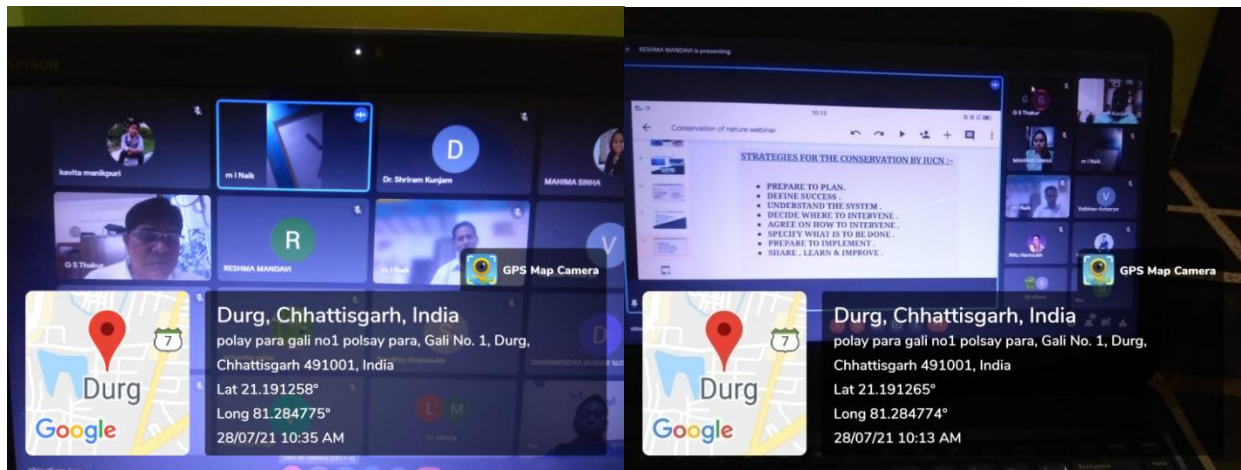 kavita manikpuri
m l Naik
D
Dr. Shriram Kunjam
MAHIMA SINHA
G S Thakur
R
RESHMA MANDAVI
m l Naik
V
GPS Map Camera
7
Durg
Google
Durg, Chhattisgarh, India
polay para gali no1 polsay para, Gali No. 1, Durg,
Chhattisgarh 491001, India
Lat 21.191258°
Long 81.284775°
28/07/21 10:35 AM
S
D
L M
RESHMA MANDAVI is presenting
10:13
Conservation of nature webinar
STRATEGIES FOR THE CONSERVATION BY IUCN :-
• PREPARE TO PLAN.
• DEFINE SUCCESS .
• UNDERSTAND THE SYSTEM .
• DECIDE WHERE TO INTERVENE .
• AGREE ON HOW TO INTERVENE .
• SPECIFY WHAT IS TO BE DONE .
• PREPARE TO IMPLEMENT .
• SHARE , LEARN & IMPROVE .
G
G S Thakur
MAHIMA SINHA
m l Naik
m l Naik
V
Vaibhav Acharya
Nitu Harmukh
GPS Map Camera
7
Durg
Google
Durg, Chhattisgarh, India
polay para gali no1 polsay para, Gali No. 1, Durg,
Chhattisgarh 491001, India
Lat 21.191265°
Long 81.284774°
28/07/21 10:13 AM